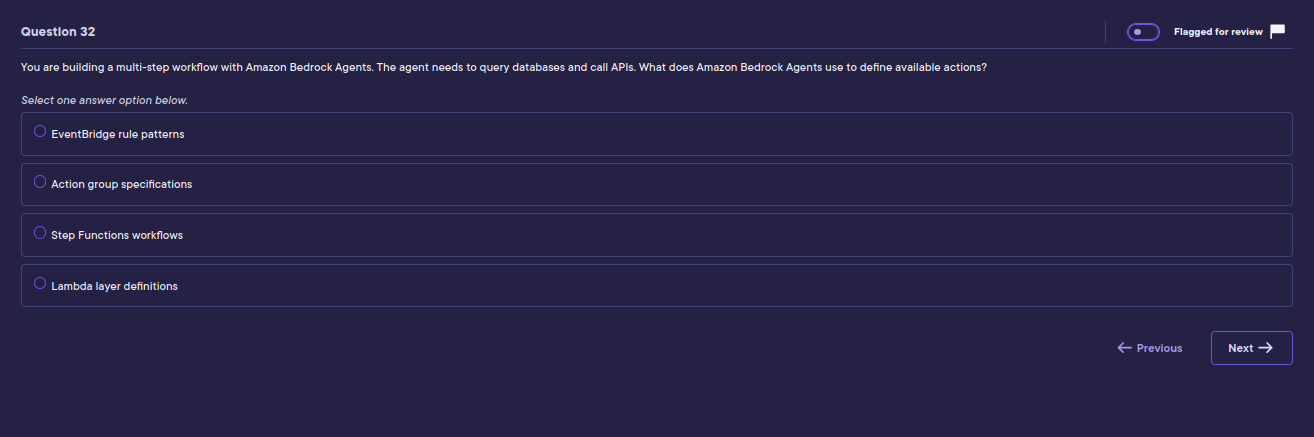 Question 32
Flagged for review
You are building a multi-step workflow with Amazon Bedrock Agents. The agent needs to query databases and call APIs. What does Amazon Bedrock Agents use to define available actions?
Select one answer option below.
EventBridge rule patterns
Action group specifications
Step Functions workflows
Lambda layer definitions
Previous
Next